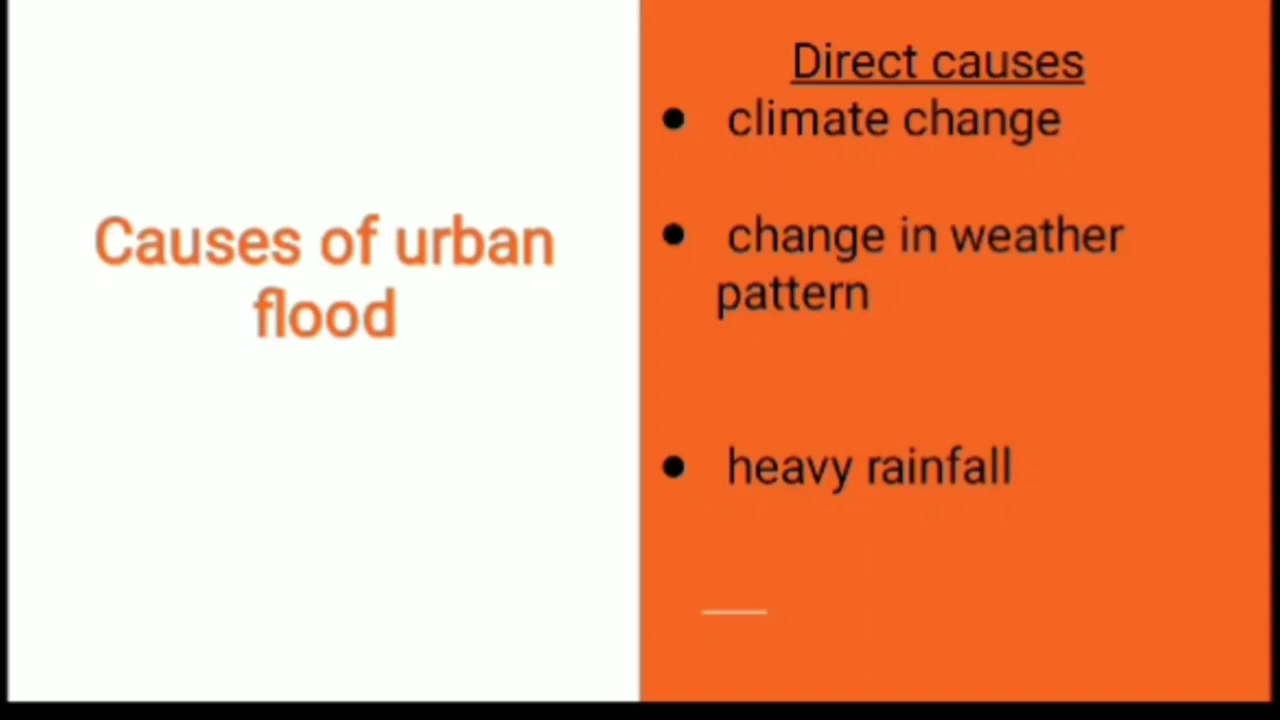 Causes of urban
flood
Direct causes
● climate change
● change in weather
pattern
● heavy rainfall